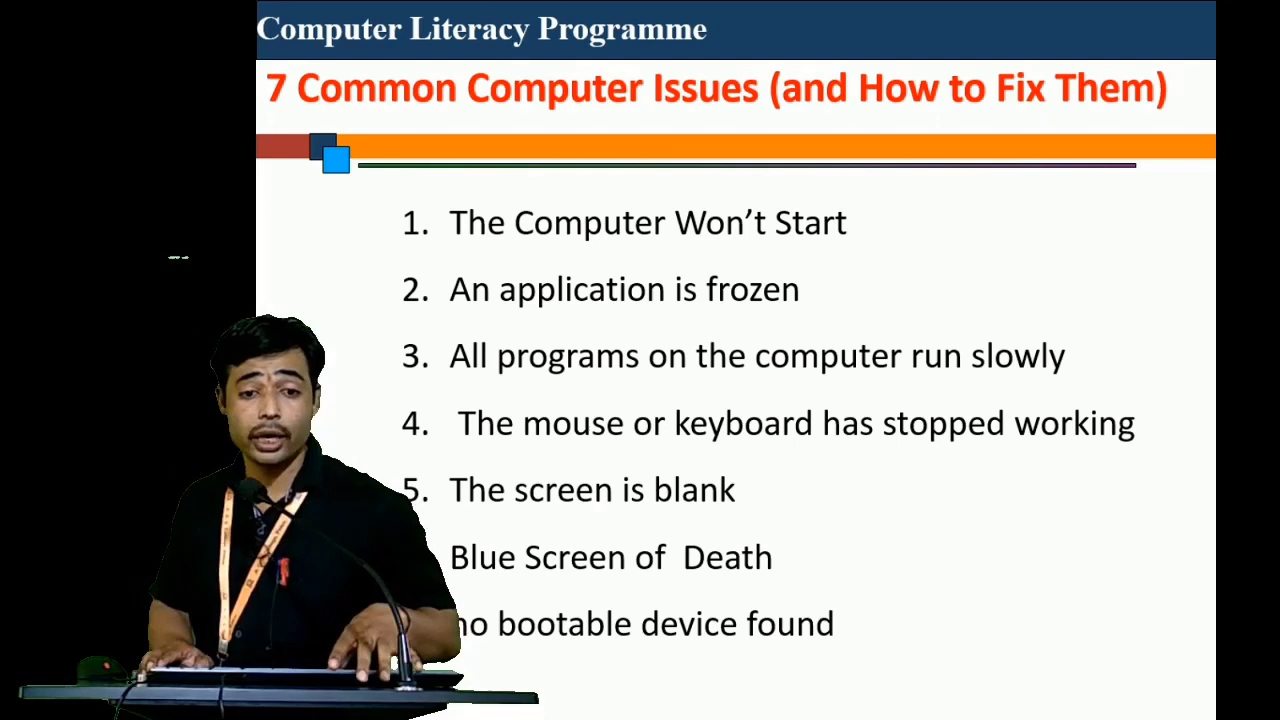 Computer Literacy Programme
7 Common Computer Issues (and How to Fix Them)
1. The Computer Won’t Start
2. An application is frozen
3. All programs on the computer run slowly
4. The mouse or keyboard has stopped working
5. The screen is blank
Blue Screen of Death
no bootable device found